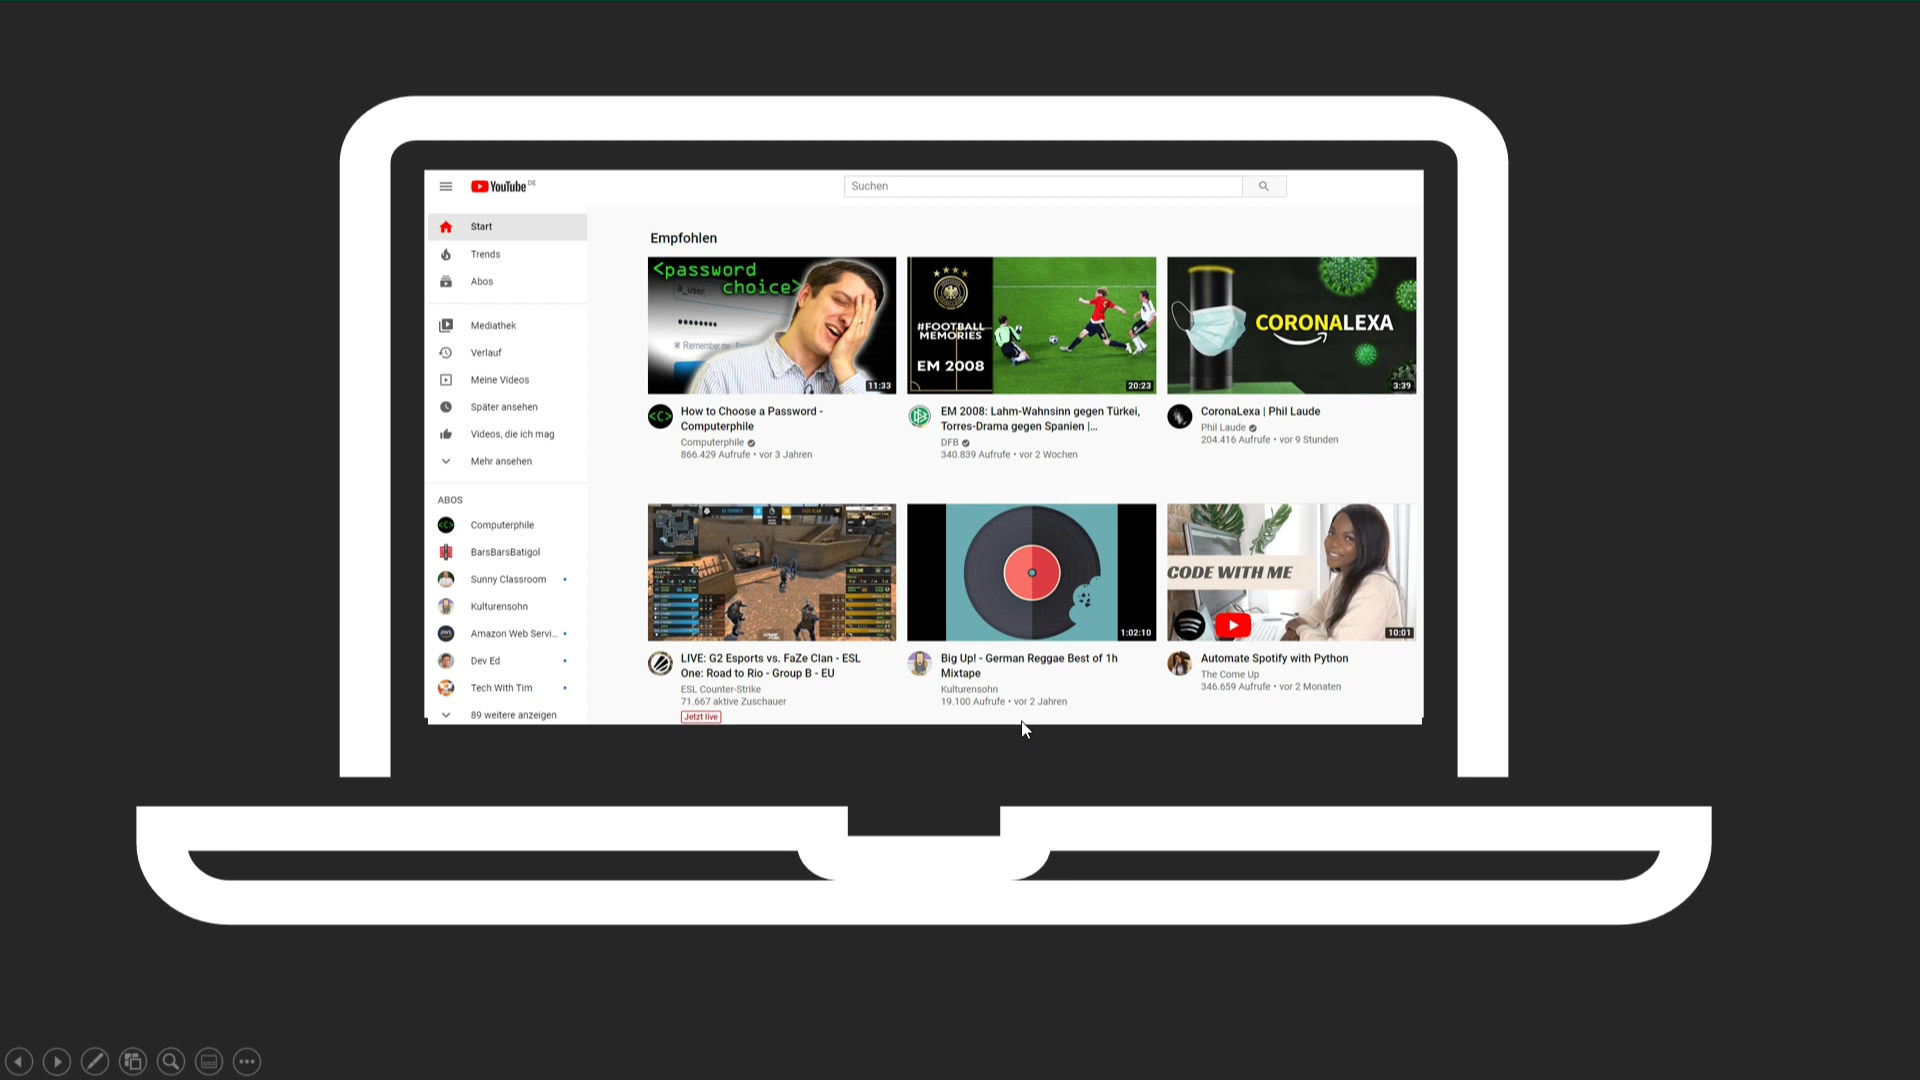 YouTube DE
Suchen
Start
Trends
Abos
Mediathek
Verlauf
Meine Videos
Später ansehen
Videos, die ich mag
Mehr ansehen
ABOS
Computerphile
BarsBarsBatigol
Sunny Classroom
Kulturensohn
Amazon Web Servi...
Dev Ed
Tech With Tim
89 weitere anzeigen
Empfohlen
<password
choice>
a_user
Remember me
11:33
How to Choose a Password -
Computerphile
Computerphile
866.429 Aufrufe • vor 3 Jahren
#FOOTBALL
MEMORIES
EM 2008
20:23
EM 2008: Lahm-Wahnsinn gegen Türkei,
Torres-Drama gegen Spanien |...
DFB
340.839 Aufrufe • vor 2 Wochen
CORONALEXA
3:39
CoronaLexa | Phil Laude
Phil Laude
204.416 Aufrufe • vor 9 Stunden
LIVE: G2 Esports vs. FaZe Clan - ESL
One: Road to Rio - Group B - EU
ESL Counter-Strike
71.667 aktive Zuschauer
Jetzt live
1:02:10
Big Up! - German Reggae Best of 1h
Mixtape
Kulturensohn
19.100 Aufrufe • vor 2 Jahren
CODE WITH ME
10:01
Automate Spotify with Python
The Come Up
346.659 Aufrufe • vor 2 Monaten